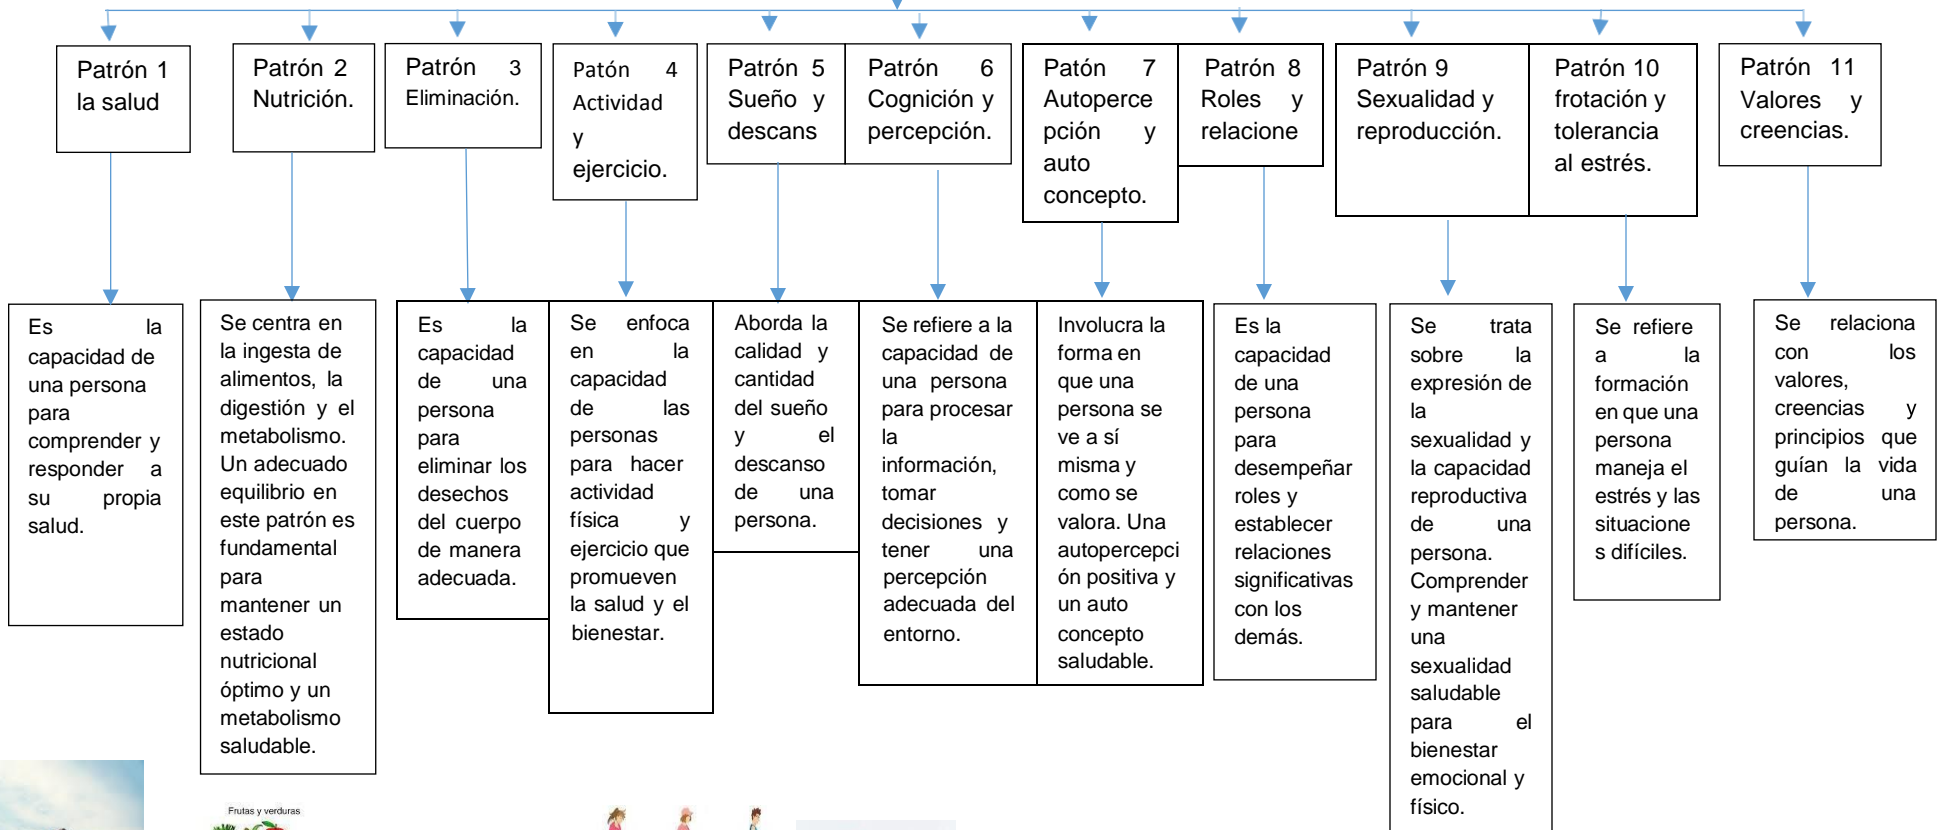 Patrón 1
la salud
Patrón 2
Nutrición.
Patrón 3
Eliminación.
Patón 4
Actividad
y
ejercicio.
Patrón 5
Sueño y
descans
Patrón 6
Cognición y
percepción.
Patón 7
Autoperce
pción y
auto
concepto.
Patrón 8
Roles y
relacione
Patrón 9
Sexualidad y
reproducción.
Patrón 10
frotación y
tolerancia
al estrés.
Patrón 11
Valores y
creencias.
Es la
capacidad de
una persona
para
comprender y
responder a
su propia
salud.
Se centra en
la ingesta de
alimentos, la
digestión y el
metabolismo.
Un adecuado
equilibrio en
este patrón es
fundamental
para
mantener un
estado
nutricional
óptimo y un
metabolismo
saludable.
Es la
capacidad
de una
persona
para
eliminar los
desechos
del cuerpo
de manera
adecuada.
Se enfoca
en la
capacidad
de las
personas
para hacer
actividad
física y
ejercicio que
promueven
la salud y el
bienestar.
Aborda la
calidad y
cantidad
del sueño
y el
descanso
de una
persona.
Se refiere a la
capacidad de
una persona
para procesar
la
información,
tomar
decisiones y
tener una
percepción
adecuada del
entorno.
Involucra la
forma en
que una
persona se
ve a sí
misma y
como se
valora. Una
autopercepci
ón positiva y
un auto
concepto
saludable.
Es la
capacidad
de una
persona
para
desempeñar
roles y
establecer
relaciones
significativas
con los
demás.
Se trata
sobre la
expresión de
la
sexualidad y
la capacidad
reproductiva
de una
persona.
Comprender
y mantener
una
sexualidad
saludable
para el
bienestar
emocional y
físico.
Se refiere
a la
formación
en que una
persona
maneja el
estrés y las
situacione
s difíciles.
Se relaciona
con los
valores,
creencias y
principios que
guían la vida
de una
persona.
Frutas y verduras